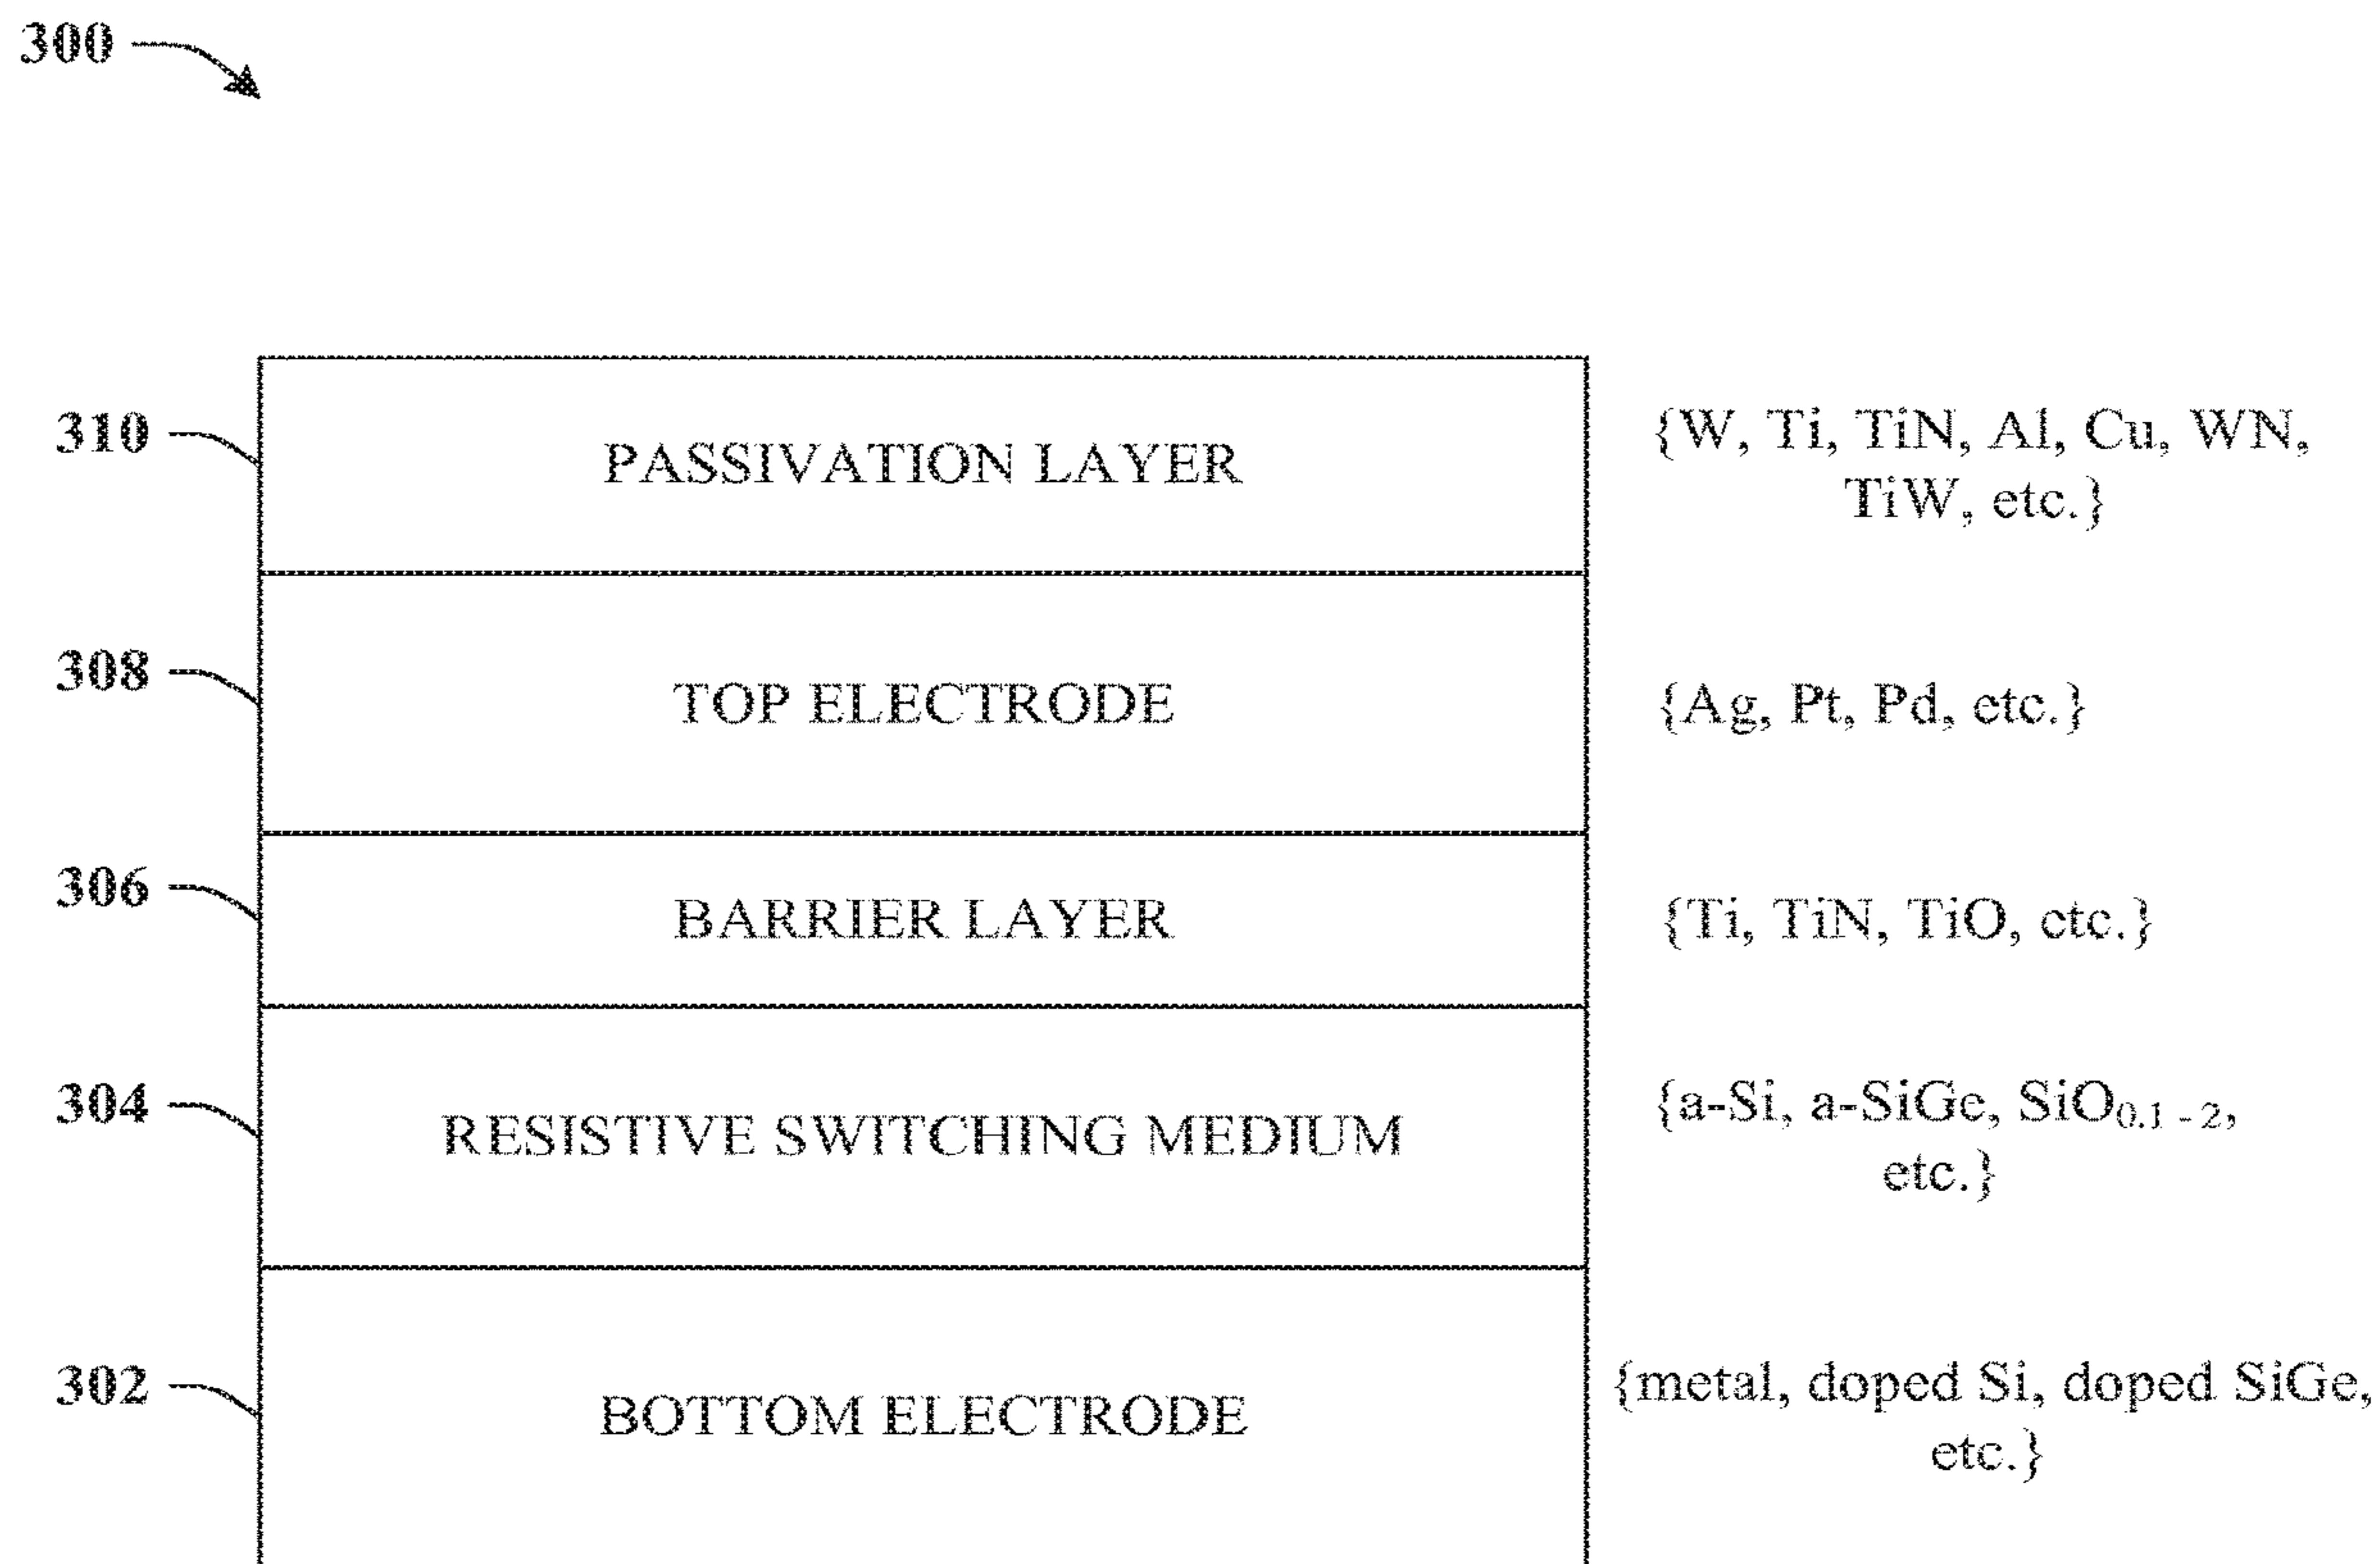 300
310
PASSIVATION LAYER
{W, Ti, TiN, Al, Cu, WN,
TiW, etc.}
308
TOP ELECTRODE
{Ag, Pt, Pd, etc.}
306
BARRIER LAYER
{Ti, TiN, TiO, etc.}
304
RESISTIVE SWITCHING MEDIUM
{a-Si, a-SiGe, SiO₀.₁ - ₂,
etc.}
302
BOTTOM ELECTRODE
{metal, doped Si, doped SiGe,
etc.}